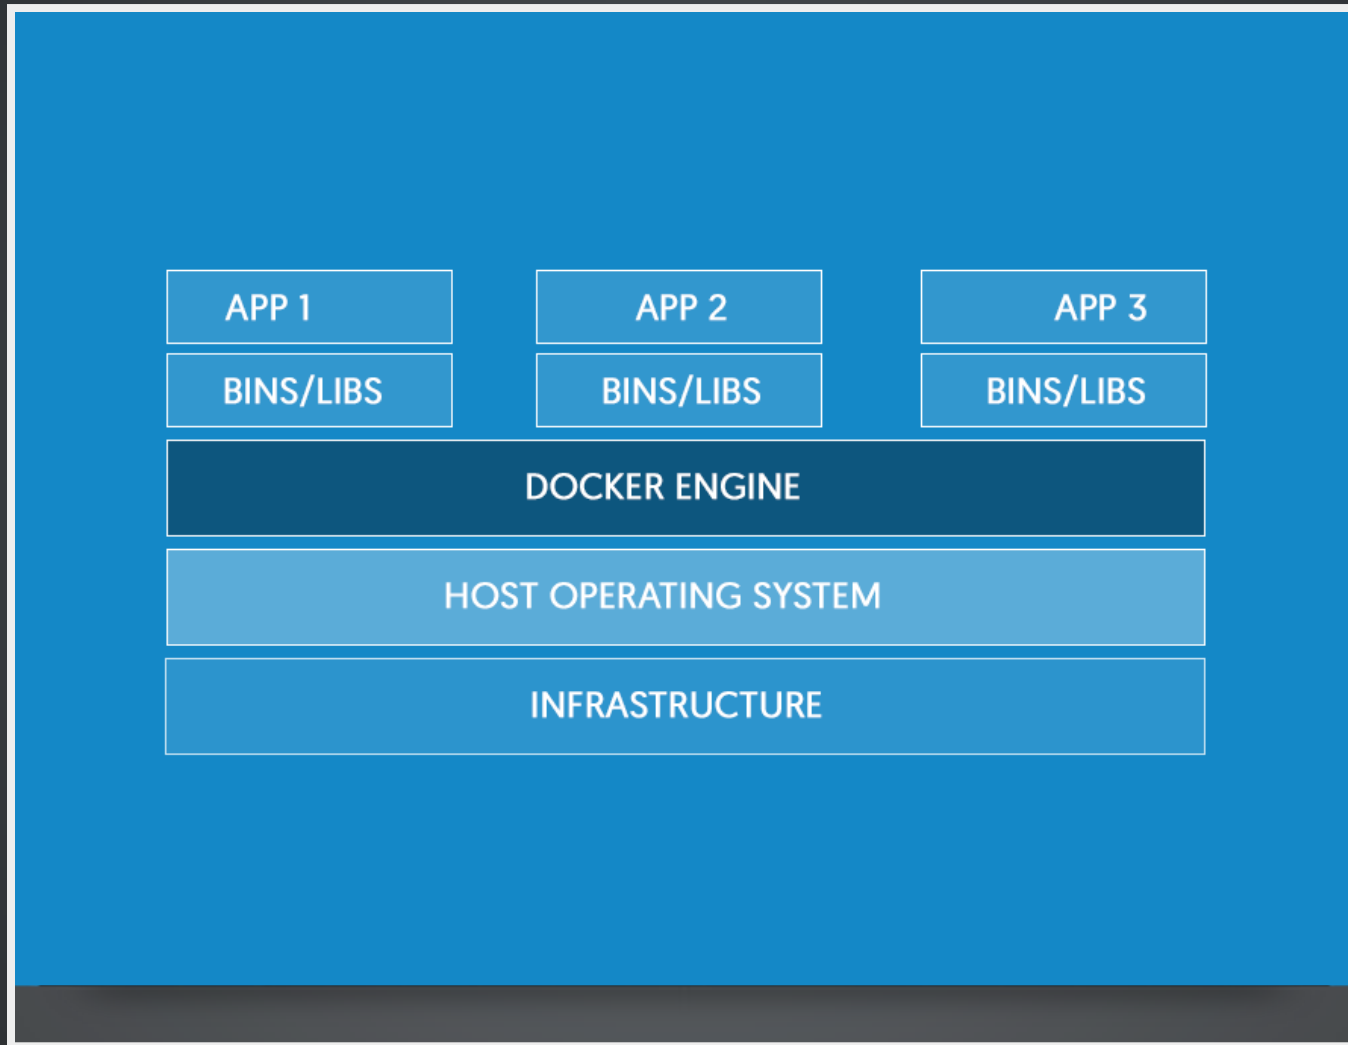 APP 1 APP 2 APP 3
BINS/LIBS BINS/LIBS BINS/LIBS
DOCKER ENGINE
HOST OPERATING SYSTEM
INFRASTRUCTURE